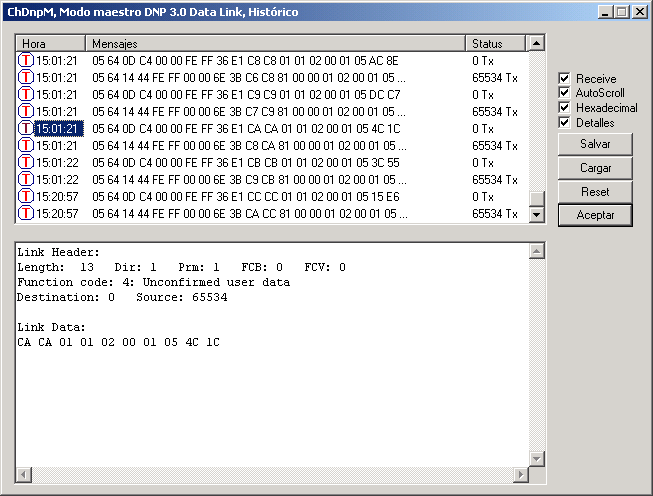 ChDnpM, Modo maestro DNP 3.0 Data Link, Histórico
Hora Mensajes Status
T 15:01:21 05 64 0D C4 00 00 FE FF 36 E1 C8 C8 01 01 02 00 01 05 AC 8E 0 Tx
T 15:01:21 05 64 14 44 FE FF 00 00 6E 3B C6 C8 81 00 00 01 02 00 01 05 ... 65534 Tx
T 15:01:21 05 64 0D C4 00 00 FE FF 36 E1 C9 C9 01 01 02 00 01 05 DC C7 0 Tx
T 15:01:21 05 64 14 44 FE FF 00 00 6E 3B C7 C9 81 00 00 01 02 00 01 05 ... 65534 Tx
T 15:01:21 05 64 0D C4 00 00 FE FF 36 E1 CA CA 01 01 02 00 01 05 4C 1C 0 Tx
T 15:01:21 05 64 14 44 FE FF 00 00 6E 3B C8 CA 81 00 00 01 02 00 01 05 ... 65534 Tx
T 15:01:22 05 64 0D C4 00 00 FE FF 36 E1 CB CB 01 01 02 00 01 05 3C 55 0 Tx
T 15:01:22 05 64 14 44 FE FF 00 00 6E 3B C9 CB 81 00 00 01 02 00 01 05 ... 65534 Tx
T 15:20:57 05 64 0D C4 00 00 FE FF 36 E1 CC CC 01 01 02 00 01 05 15 E6 0 Tx
T 15:20:57 05 64 14 44 FE FF 00 00 6E 3B CA CC 81 00 00 01 02 00 01 05 ... 65534 Tx
Receive
AutoScroll
Hexadecimal
Detalles
Salvar
Cargar
Reset
Aceptar
Link Header:
Length: 13 Dir: 1 Prm: 1 FCB: 0 FCV: 0
Function code: 4: Unconfirmed user data
Destination: 0 Source: 65534
Link Data:
CA CA 01 01 02 00 01 05 4C 1C